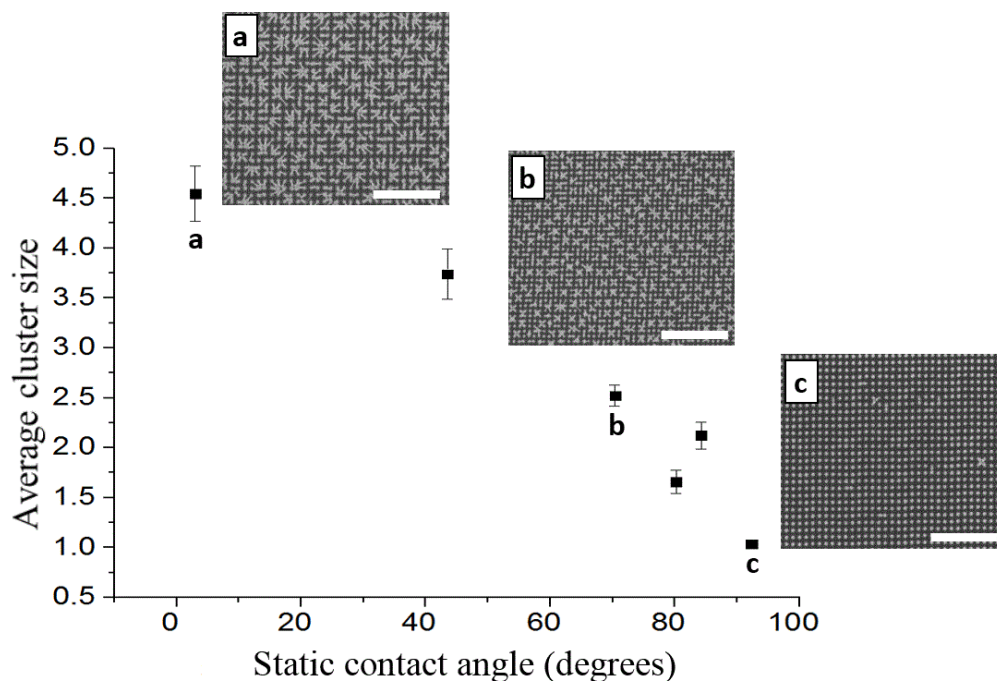 a
5.0
b
4.5
a
4.0
Average cluster size
3.5
3.0
c
2.5
b
2.0
1.5
1.0
c
0.5
0 20 40 60 80 100
Static contact angle (degrees)